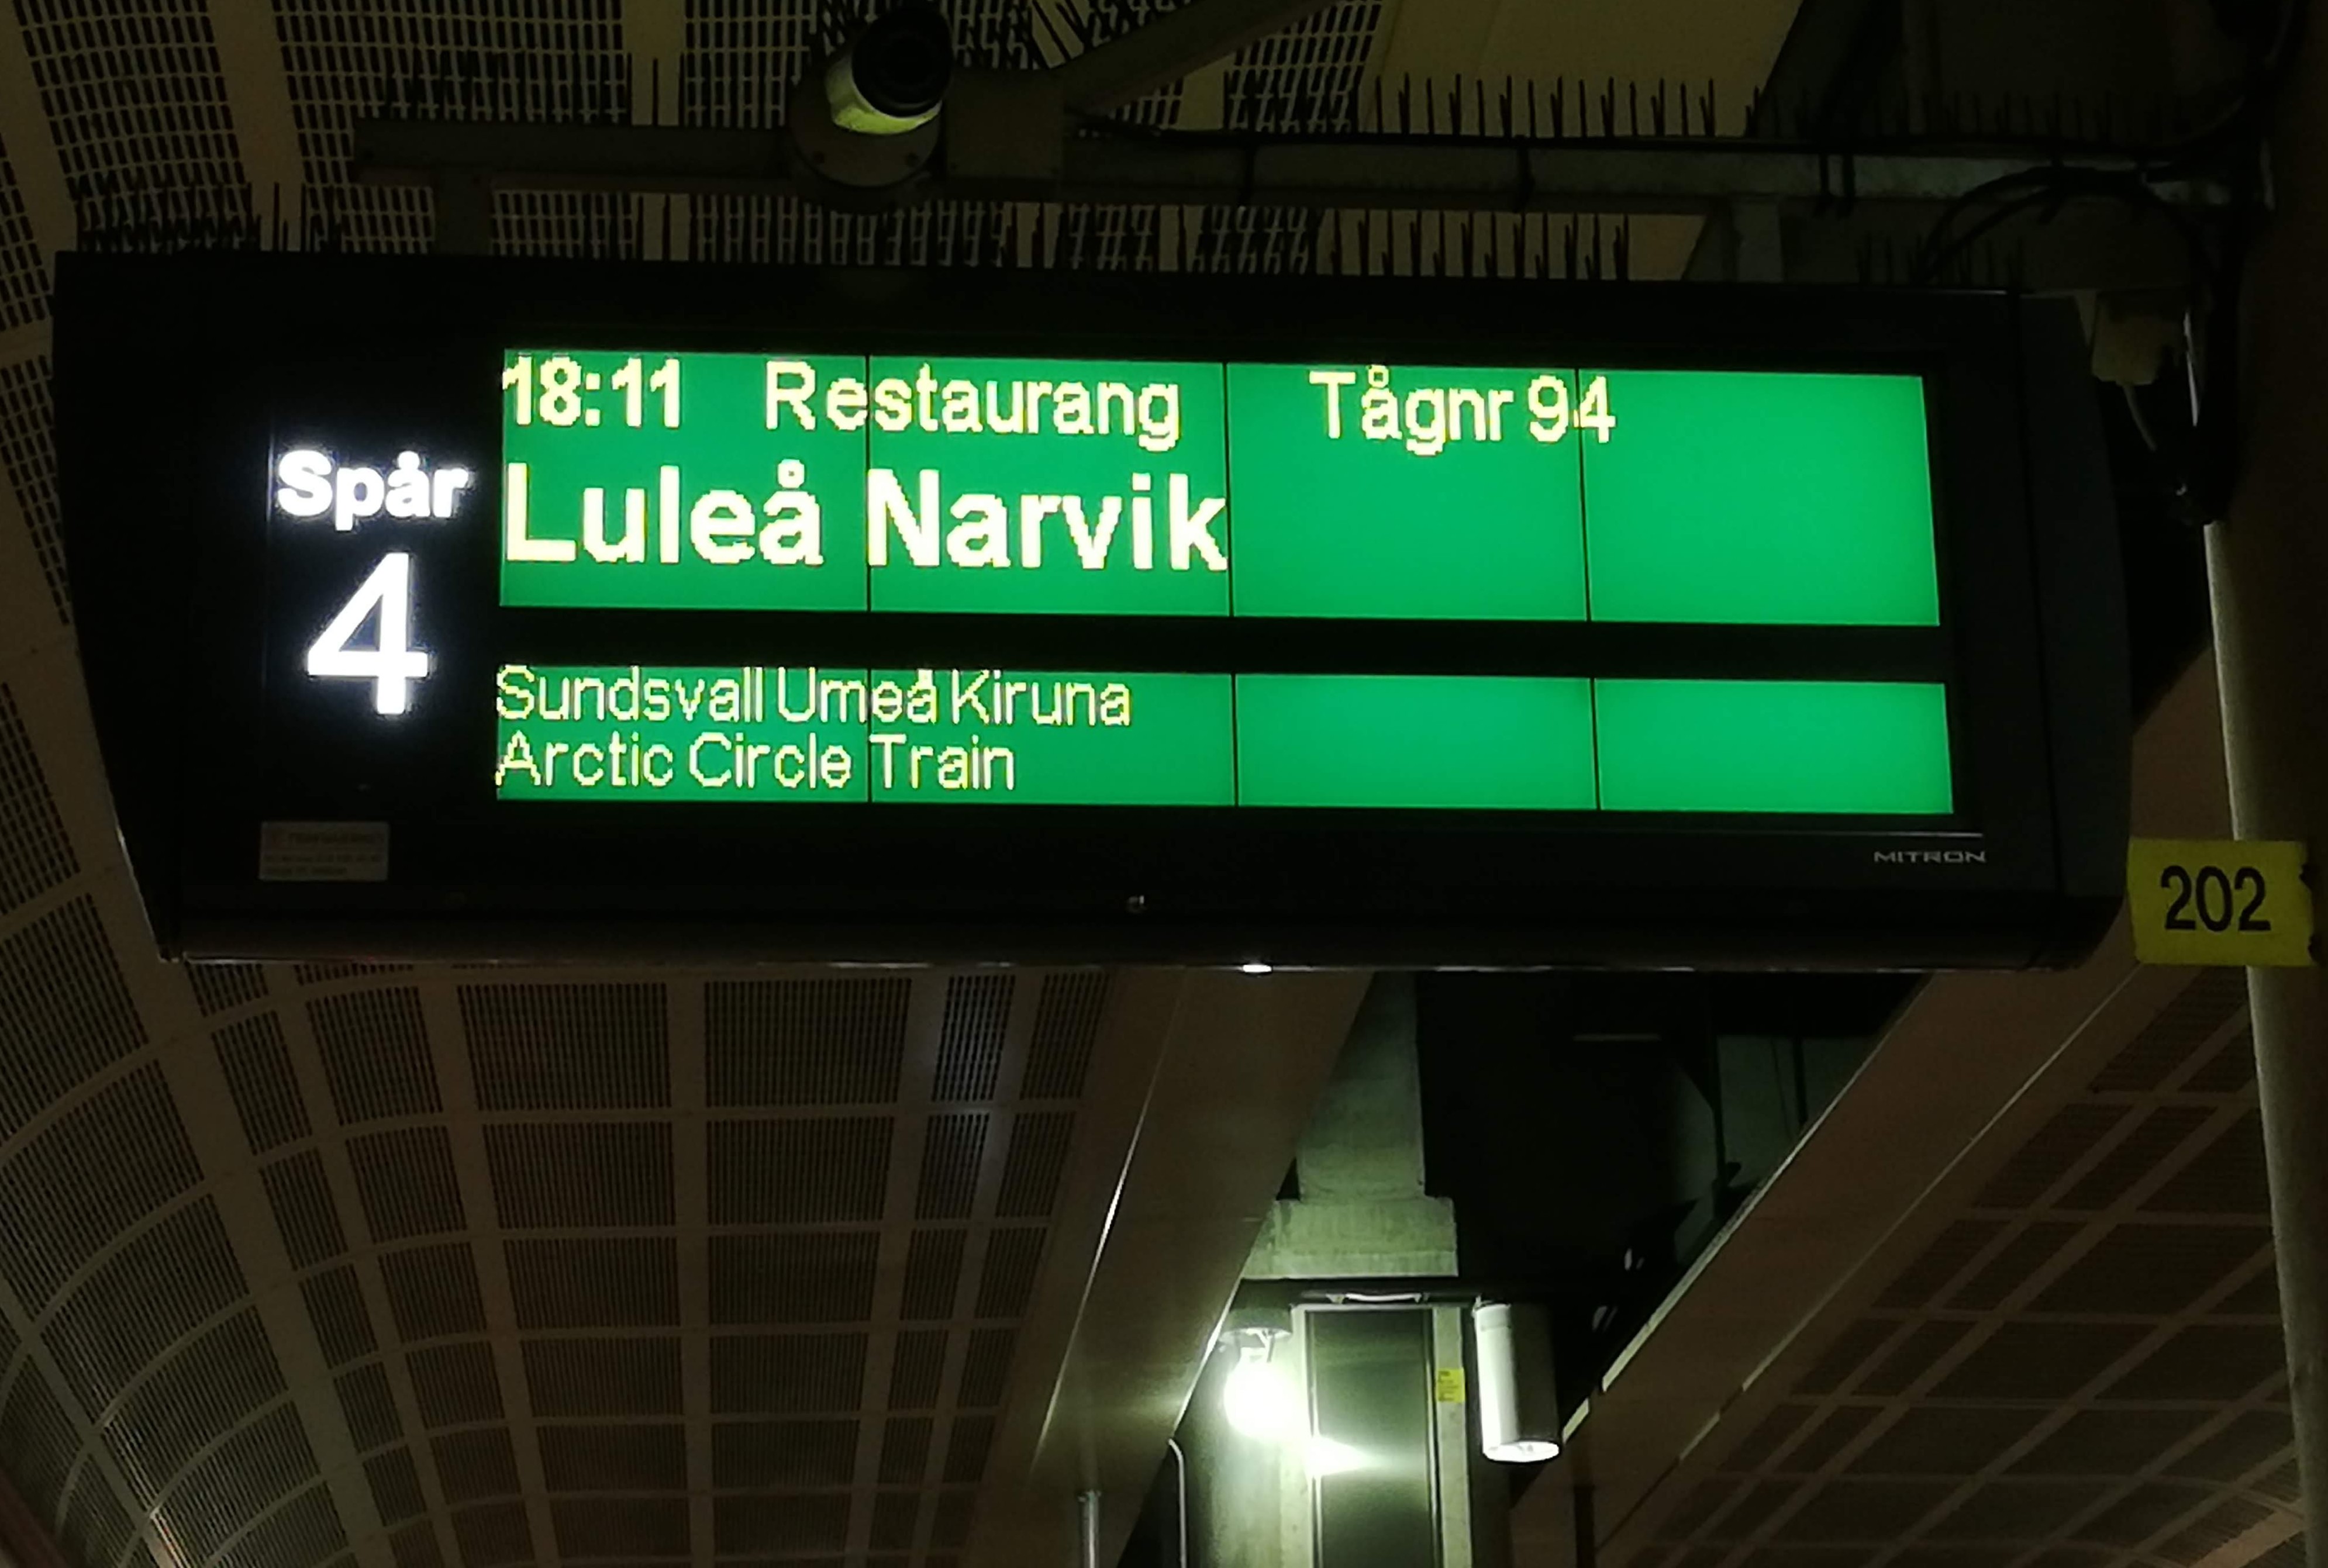 Spår
4
18:11 Restaurang Tågnr 94
Luleå Narvik
Sundsvall Umeå Kiruna
Arctic Circle Train
MITRON
202